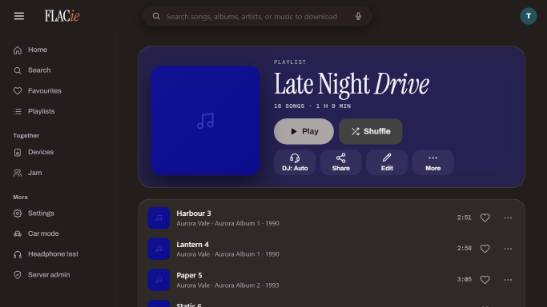 FLACie
Search songs, albums, artists, or music to download
T
Home
Search
Favourites
Playlists
Together
Devices
Jam
More
Settings
Car mode
Headphone test
Server admin
PLAYLIST
Late Night Drive
18 SONGS · 1 H 0 MIN
Play
Shuffle
DJ: Auto
Share
Edit
More
Harbour 3
Aurora Vale · Aurora Album 1 · 1990
2:51
Lantern 4
Aurora Vale · Aurora Album 1 · 1990
2:58
Paper 5
Aurora Vale · Aurora Album 2 · 1993
3:05
Static 6